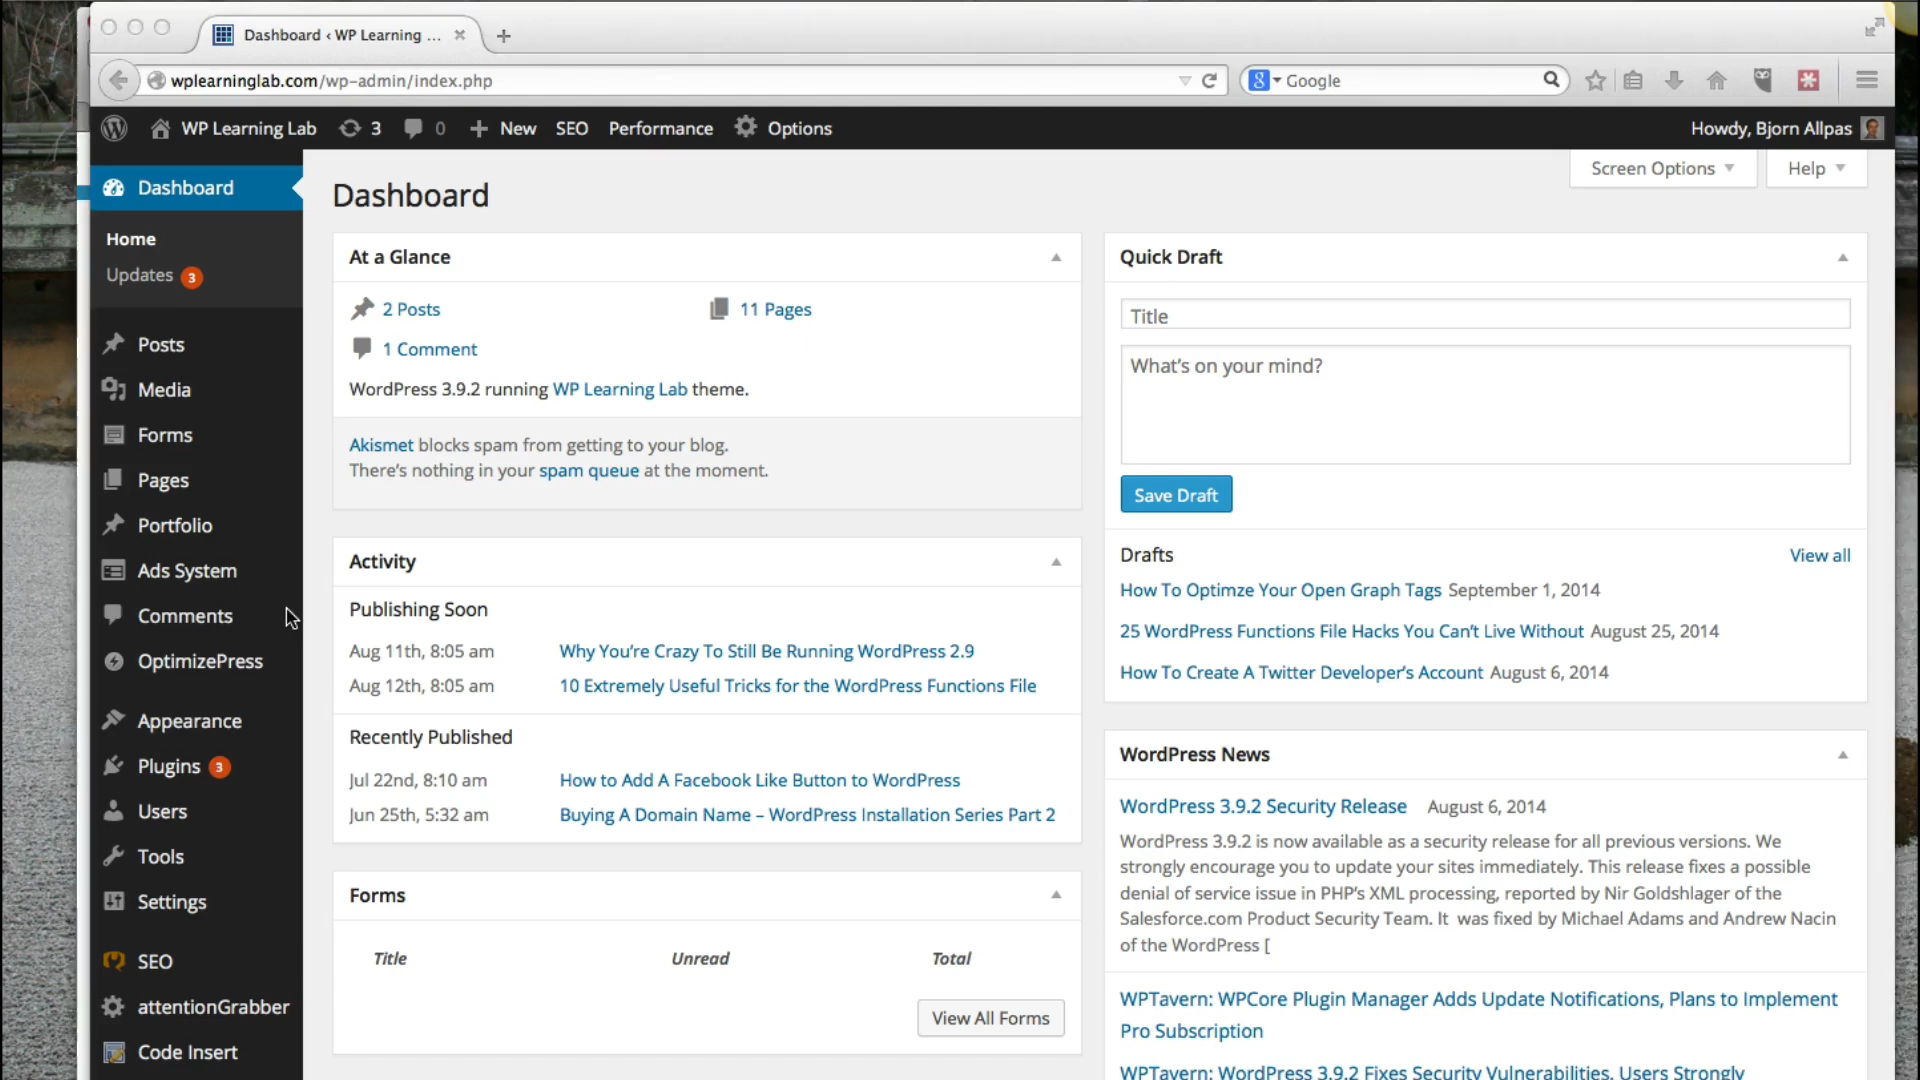 Dashboard ‹ WP Learning ...
wplearninglab.com/wp-admin/index.php
Google
WP Learning Lab 3 0 New SEO Performance Options
Howdy, Bjorn Allpas
Dashboard
Home
Updates 3
Posts
Media
Forms
Pages
Portfolio
Ads System
Comments
OptimizePress
Appearance
Plugins 3
Users
Tools
Settings
SEO
attentionGrabber
Code Insert
Screen Options
Help
Dashboard
At a Glance
2 Posts
11 Pages
1 Comment
WordPress 3.9.2 running WP Learning Lab theme.
Akismet blocks spam from getting to your blog.
There's nothing in your spam queue at the moment.
Activity
Publishing Soon
Aug 11th, 8:05 am Why You're Crazy To Still Be Running WordPress 2.9
Aug 12th, 8:05 am 10 Extremely Useful Tricks for the WordPress Functions File
Recently Published
Jul 22nd, 8:10 am How to Add A Facebook Like Button to WordPress
Jun 25th, 5:32 am Buying A Domain Name – WordPress Installation Series Part 2
Forms
Title Unread Total
View All Forms
Quick Draft
Title
What's on your mind?
Save Draft
Drafts
View all
How To Optimze Your Open Graph Tags September 1, 2014
25 WordPress Functions File Hacks You Can't Live Without August 25, 2014
How To Create A Twitter Developer's Account August 6, 2014
WordPress News
WordPress 3.9.2 Security Release August 6, 2014
WordPress 3.9.2 is now available as a security release for all previous versions. We
strongly encourage you to update your sites immediately. This release fixes a possible
denial of service issue in PHP's XML processing, reported by Nir Goldshlager of the
Salesforce.com Product Security Team. It was fixed by Michael Adams and Andrew Nacin
of the WordPress [
WPTavern: WPCore Plugin Manager Adds Update Notifications, Plans to Implement
Pro Subscription
WPTavern: WordPress 3.9.2 Fixes Security Vulnerabilities, Users Strongly